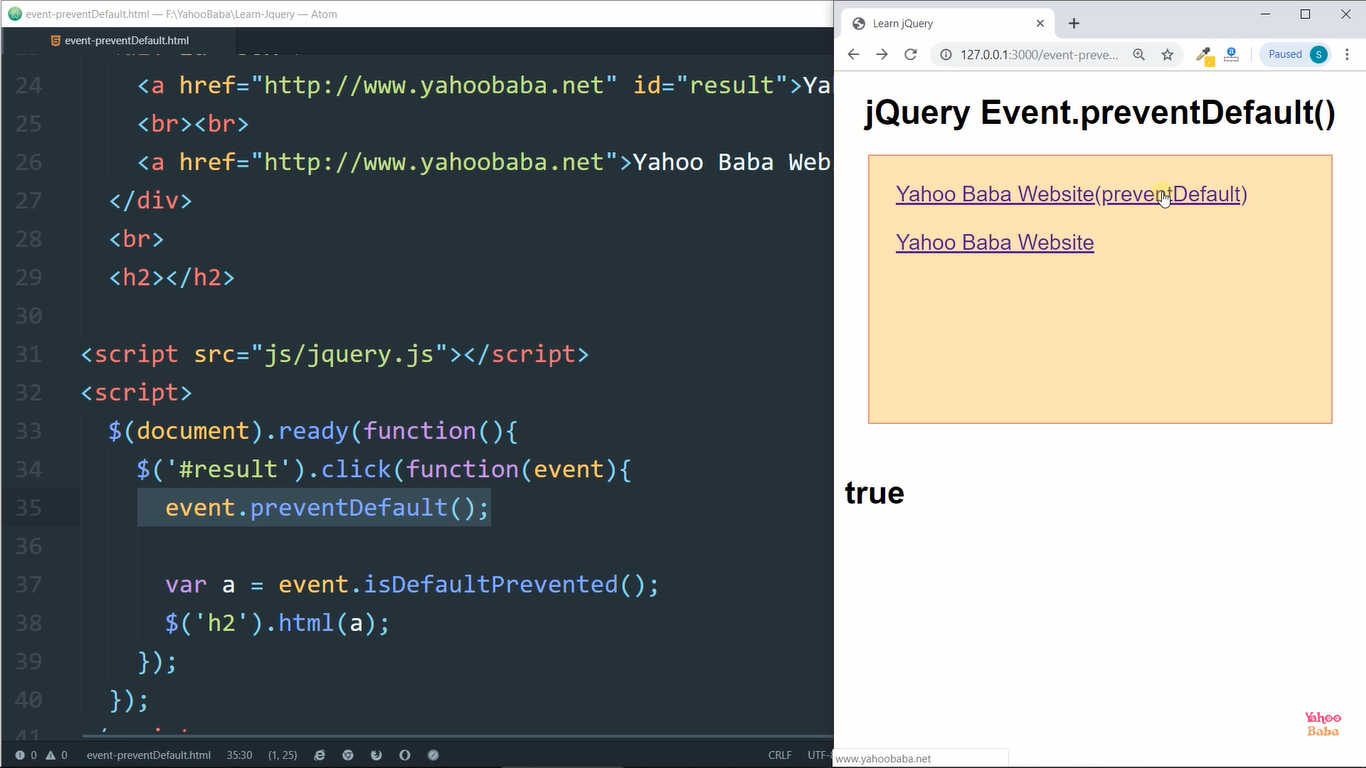 event-preventDefault.html — F:\YahooBaba\Learn-Jquery — Atom
event-preventDefault.html
24 <a href="http://www.yahoobaba.net" id="result">Ya
25 <br><br>
26 <a href="http://www.yahoobaba.net">Yahoo Baba Web
27 </div>
28 <br>
29 <h2></h2>
30
31 <script src="js/jquery.js"></script>
32 <script>
33 $(document).ready(function(){
34 $('#result').click(function(event){
35 event.preventDefault();
36
37 var a = event.isDefaultPrevented();
38 $('h2').html(a);
39 });
40 });
41
0 0 event-preventDefault.html 35:30 (1, 25) CRLF UTF-
Learn jQuery
127.0.0.1:3000/event-preve... Paused S
jQuery Event.preventDefault()
Yahoo Baba Website(preventDefault)
Yahoo Baba Website
true
Yahoo
Baba
www.yahoobaba.net